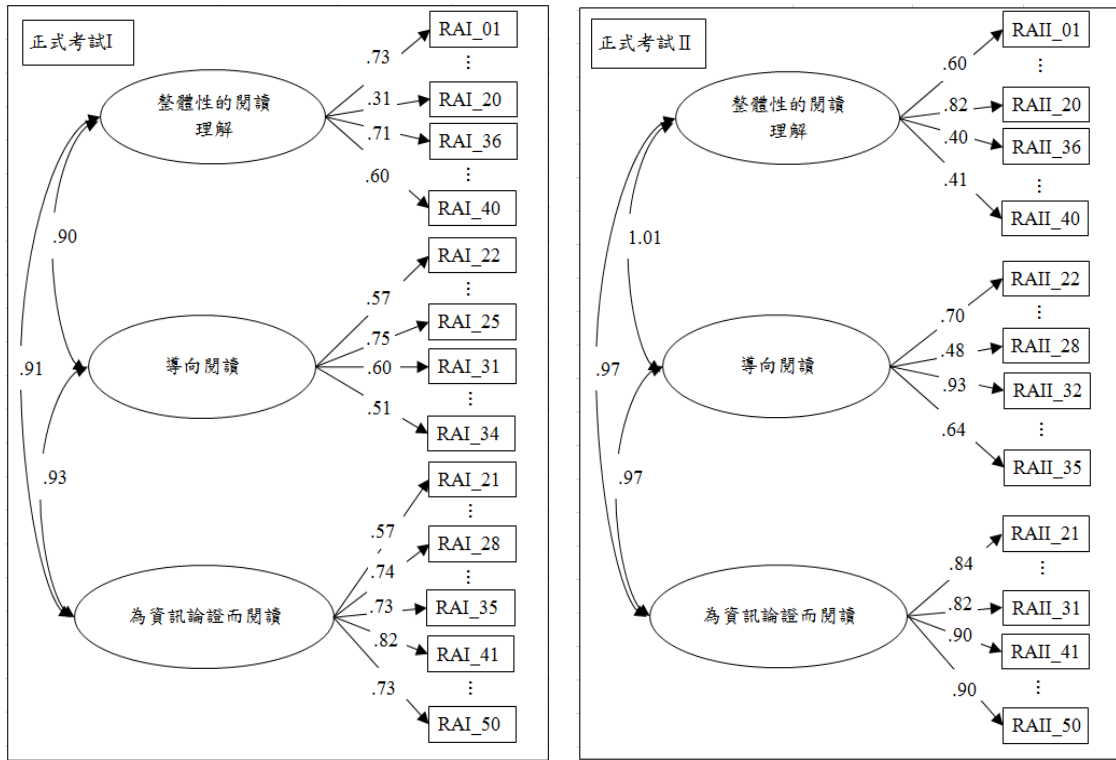 正式考試I
整體性的閱讀
理解
導向閱讀
為資訊論證而閱讀
.90
.91
.93
.73
.31
.71
.60
.57
.75
.60
.51
.57
.74
.73
.82
.73
RAI_01
⋮
RAI_20
RAI_36
⋮
RAI_40
RAI_22
⋮
RAI_25
RAI_31
⋮
RAI_34
RAI_21
⋮
RAI_28
⋮
RAI_35
RAI_41
⋮
RAI_50
正式考試Ⅱ
整體性的閱讀
理解
導向閱讀
為資訊論證而閱讀
1.01
.97
.97
.60
.82
.40
.41
.70
.48
.93
.64
.84
.82
.90
.90
RAII_01
⋮
RAII_20
RAII_36
⋮
RAII_40
RAII_22
⋮
RAII_28
RAII_32
⋮
RAII_35
RAII_21
⋮
RAII_31
RAII_41
⋮
RAII_50